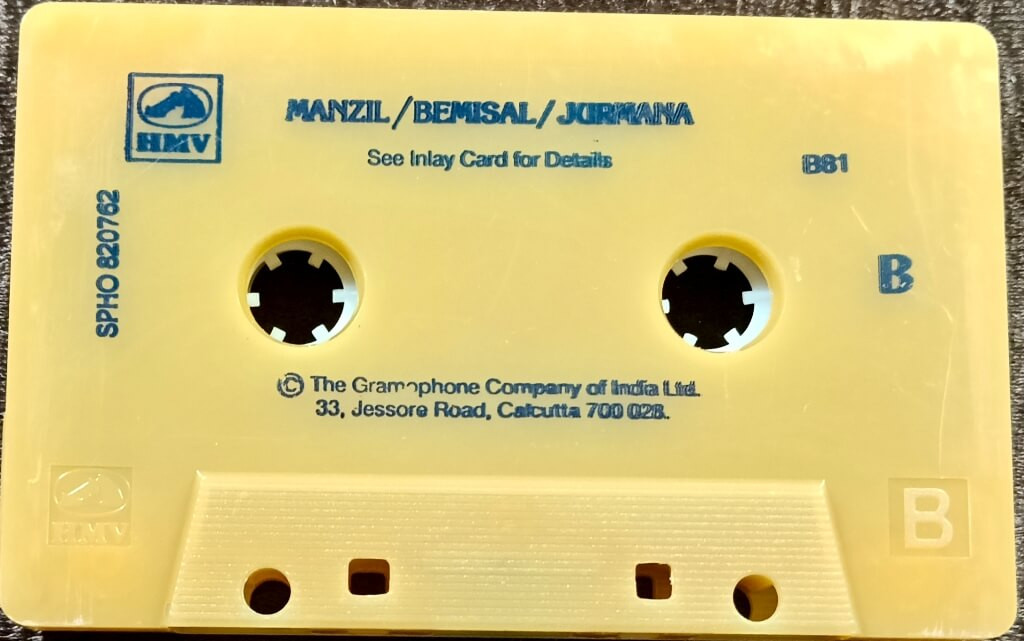 HMV
MANZIL/BEMISAL/JURMANA
See Inlay Card for Details
B81
SPHO 820762
B
© The Gramophone Company of India Ltd.
33, Jessore Road, Calcutta 700 028.
HMV
B